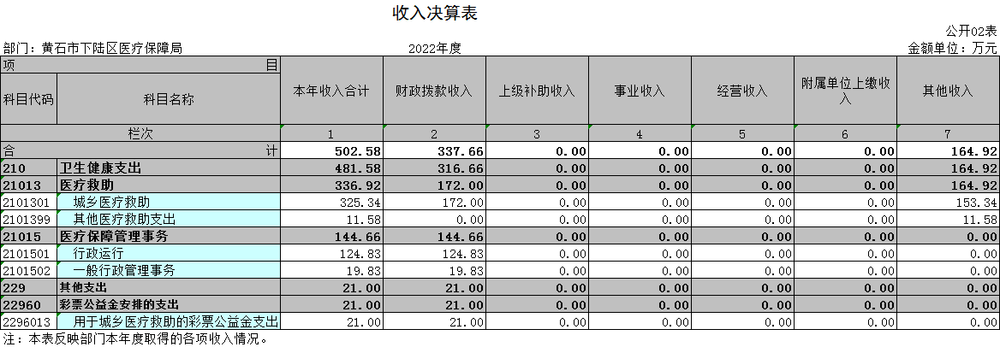 收入决算表
公开02表
部门：黄石市下陆区医疗保障局 2022年度 金额单位：万元
项 目 本年收入合计 财政拨款收入 上级补助收入 事业收入 经营收入 附属单位上缴收入 其他收入
科目代码 科目名称
栏次 1 2 3 4 5 6 7
合 计 502.58 337.66 0.00 0.00 0.00 0.00 164.92
210 卫生健康支出 481.58 316.66 0.00 0.00 0.00 0.00 164.92
21013 医疗救助 336.92 172.00 0.00 0.00 0.00 0.00 164.92
2101301 城乡医疗救助 325.34 172.00 0.00 0.00 0.00 0.00 153.34
2101399 其他医疗救助支出 11.58 0.00 0.00 0.00 0.00 0.00 11.58
21015 医疗保障管理事务 144.66 144.66 0.00 0.00 0.00 0.00 0.00
2101501 行政运行 124.83 124.83 0.00 0.00 0.00 0.00 0.00
2101502 一般行政管理事务 19.83 19.83 0.00 0.00 0.00 0.00 0.00
229 其他支出 21.00 21.00 0.00 0.00 0.00 0.00 0.00
22960 彩票公益金安排的支出 21.00 21.00 0.00 0.00 0.00 0.00 0.00
2296013 用于城乡医疗救助的彩票公益金支出 21.00 21.00 0.00 0.00 0.00 0.00 0.00
注：本表反映部门本年度取得的各项收入情况。